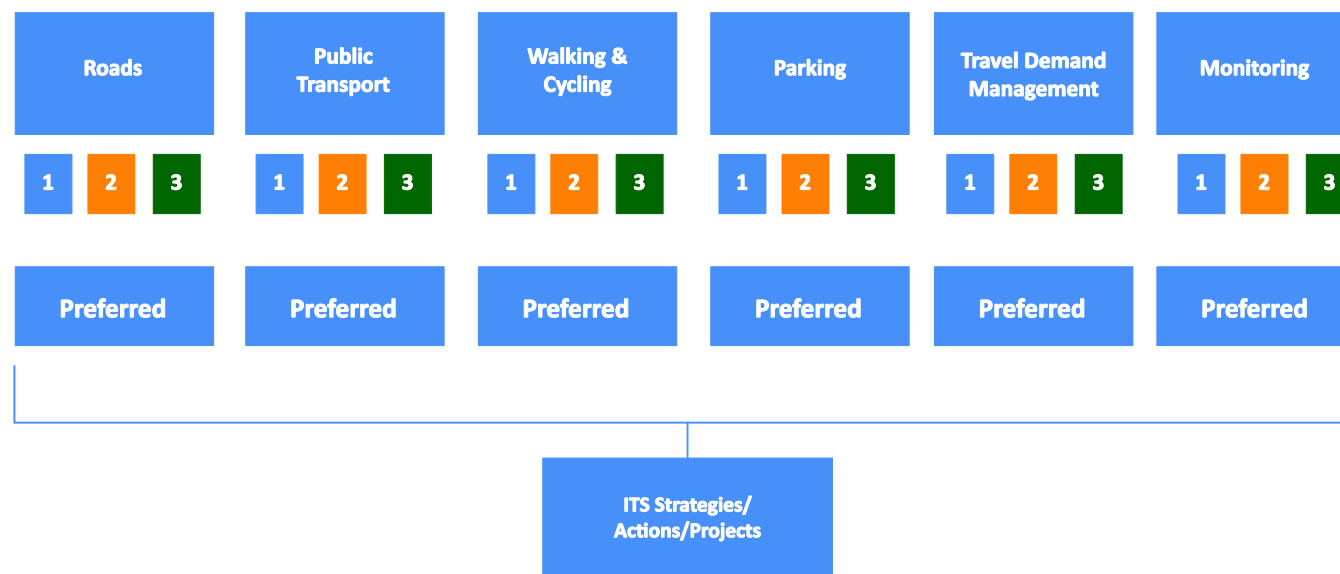 Roads
Public
Transport
Walking &
Cycling
Parking
Travel Demand
Management
Monitoring
1 2 3
1 2 3
1 2 3
1 2 3
1 2 3
1 2 3
Preferred
Preferred
Preferred
Preferred
Preferred
Preferred
ITS Strategies/
Actions/Projects